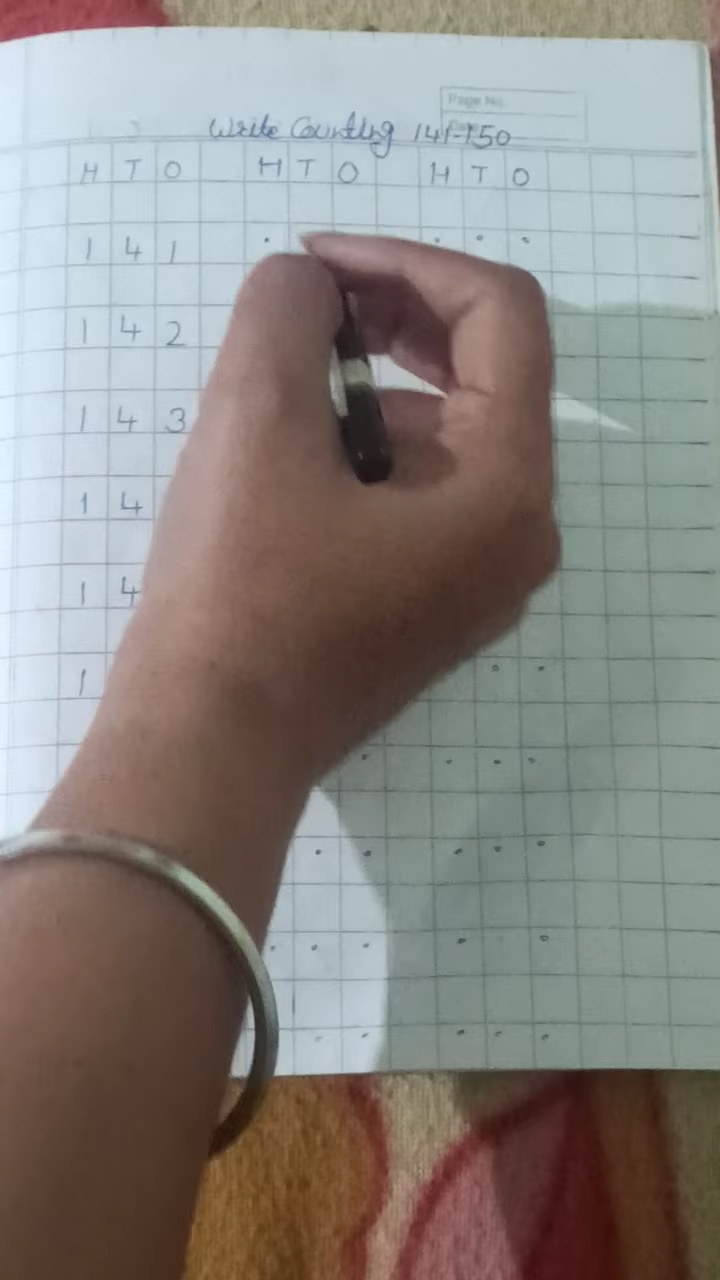 Page No.
Write Counting 141-150
H T O H T O H T O
1 4 1
1 4 2
1 4 3
1 4
1 4
1